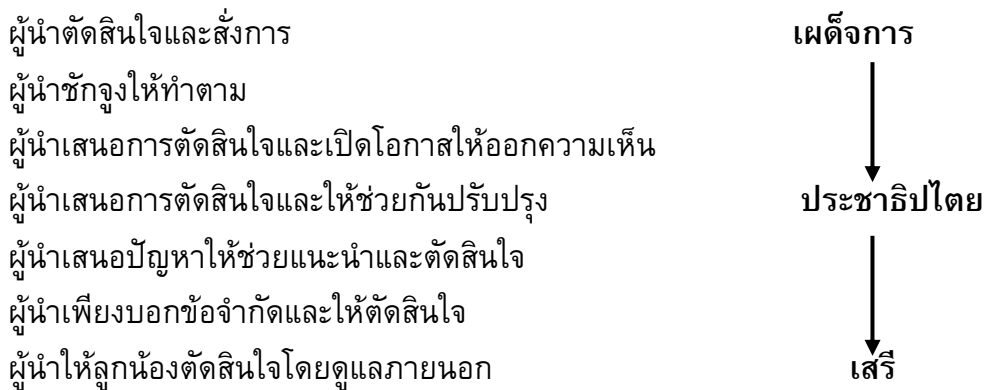 ผู้นำตัดสินใจและสั่งการ เผด็จการ
ผู้นำชักจูงให้ทำตาม
ผู้นำเสนอการตัดสินใจและเปิดโอกาสให้ออกความเห็น
ผู้นำเสนอการตัดสินใจและให้ช่วยกันปรับปรุง ประชาธิปไตย
ผู้นำเสนอปัญหาให้ช่วยแนะนำและตัดสินใจ
ผู้นำเพียงบอกข้อจำกัดและให้ตัดสินใจ
ผู้นำให้ลูกน้องตัดสินใจโดยดูแลภายนอก เสรี